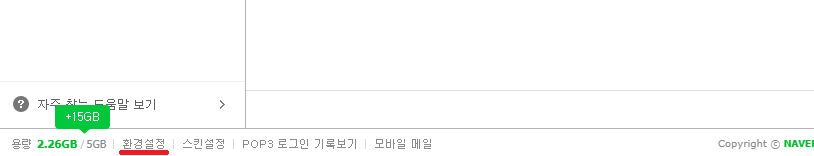 자주 찾는 도움말 보기
+15GB
용량 2.26GB / 5GB | 환경설정 | 스킨설정 | POP3 로그인 기록보기 | 모바일 메일 Copyright © NAVER